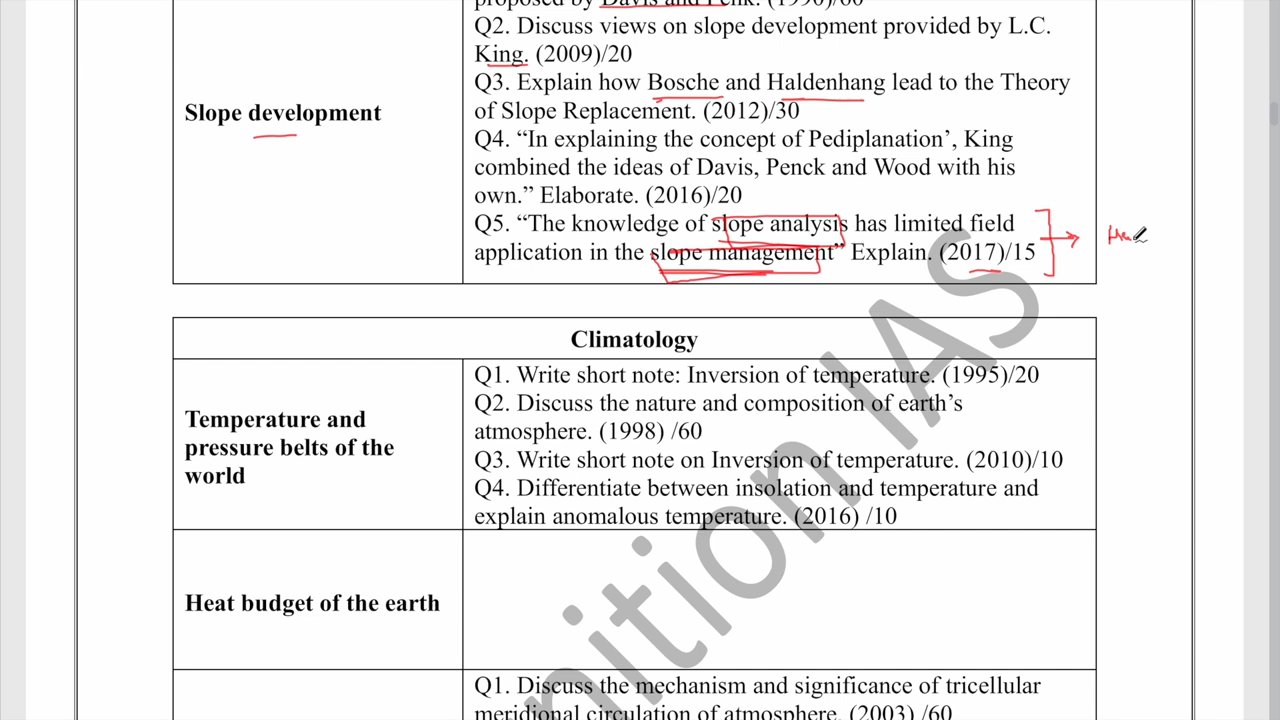 proposed by Davis and Penk. (1990)/60
Q2. Discuss views on slope development provided by L.C.
King. (2009)/20
Q3. Explain how Bosche and Haldenhang lead to the Theory
of Slope Replacement. (2012)/30
Slope development
Q4. “In explaining the concept of Pediplanation’, King
combined the ideas of Davis, Penck and Wood with his
own.” Elaborate. (2016)/20
Q5. “The knowledge of slope analysis has limited field
application in the slope management” Explain. (2017)/15
Climatology
Temperature and
pressure belts of the
world
Q1. Write short note: Inversion of temperature. (1995)/20
Q2. Discuss the nature and composition of earth’s
atmosphere. (1998) /60
Q3. Write short note on Inversion of temperature. (2010)/10
Q4. Differentiate between insolation and temperature and
explain anomalous temperature. (2016) /10
Heat budget of the earth
Q1. Discuss the mechanism and significance of tricellular
meridional circulation of atmosphere. (2003) /60
nition IAS